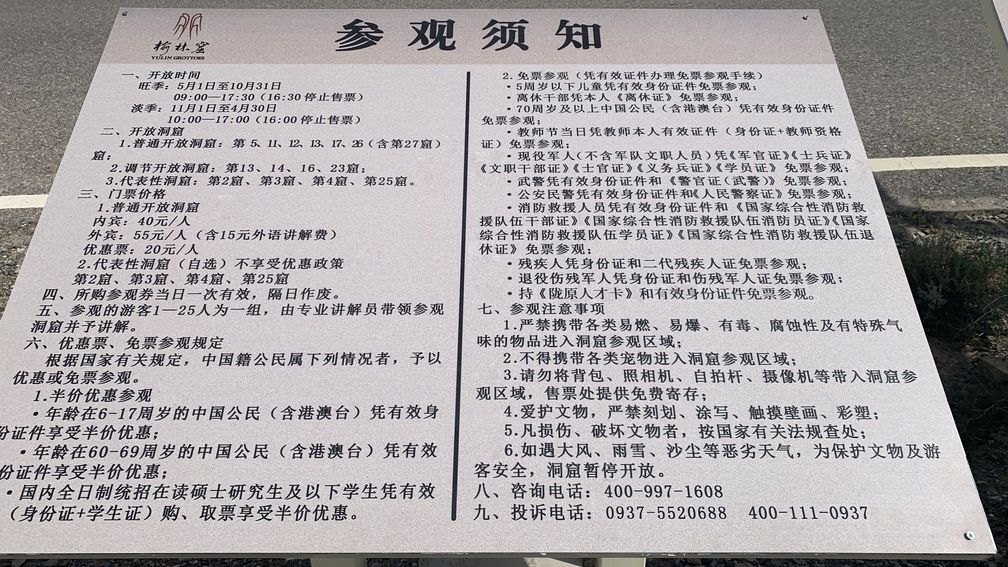 榆林窟
YULIN GROTTOES
参观须知
一、开放时间
旺季：5月1日至10月31日
09:00—17:30（16:30 停止售票）
淡季：11月1日至4月30日
10:00—17:00（16:00 停止售票）
二、开放洞窟
1.普通开放洞窟：第 5、11、12、13、17、26（含第27窟）
窟；
2.调节开放洞窟：第13、14、16、23窟；
3.代表性洞窟：第2窟、第3窟、第4窟、第25窟。
三、门票价格
1.普通开放洞窟
内宾：40元/人
外宾：55元/人（含15元外语讲解费）
优惠票：20元/人
2.代表性洞窟（自选）不享受优惠政策
第2窟、第3窟、第4窟、第25窟
四、所购参观券当日一次有效，隔日作废。
五、参观的游客1—25人为一组，由专业讲解员带领参观
洞窟并予讲解。
六、优惠票、免票参观规定
根据国家有关规定，中国籍公民属下列情况者，予以
优惠或免票参观。
1.半价优惠参观
·年龄在6-17周岁的中国公民（含港澳台）凭有效身
份证件享受半价优惠；
·年龄在60-69周岁的中国公民（含港澳台）凭有效
份证件享受半价优惠；
·国内全日制统招在读硕士研究生及以下学生凭有效
（身份证+学生证）购、取票享受半价优惠。
2.免票参观（凭有效证件办理免票参观手续）
·5周岁以下儿童凭有效身份证件免票参观；
·离休干部凭本人《离休证》免票参观；
·70周岁及以上中国公民（含港澳台）凭有效身份证件
免票参观；
·教师节当日凭教师本人有效证件（身份证+教师资格
证）免票参观；
·现役军人（不含军队文职人员）凭《军官证》《士兵证》
《文职干部证》《士官证》《义务兵证》《学员证》免票参观；
·武警凭有效身份证件和《警官证(武警)》免票参观；
·公安民警凭有效身份证件和《人民警察证》免票参观；
·消防救援人员凭有效身份证件和《国家综合性消防救
援队伍干部证》《国家综合性消防救援队伍消防员证》《国家
综合性消防救援队伍学员证》《国家综合性消防救援队伍退
休证》免票参观；
·残疾人凭身份证和二代残疾人证免票参观；
·退役伤残军人凭身份证和伤残军人证免票参观；
·持《陇原人才卡》和有效身份证件免票参观。
七、参观注意事项
1.严禁携带各类易燃、易爆、有毒、腐蚀性及有特殊气
味的物品进入洞窟参观区域；
2.不得携带各类宠物进入洞窟参观区域；
3.请勿将背包、照相机、自拍杆、摄像机等带入洞窟参
观区域，售票处提供免费寄存；
4.爱护文物，严禁刻划、涂写、触摸壁画、彩塑；
5.凡损伤、破坏文物者，按国家有关法规查处；
6.如遇大风、雨雪、沙尘等恶劣天气，为保护文物及游
客安全，洞窟暂停开放。
八、咨询电话：400-997-1608
九、投诉电话：0937-5520688 400-111-0937